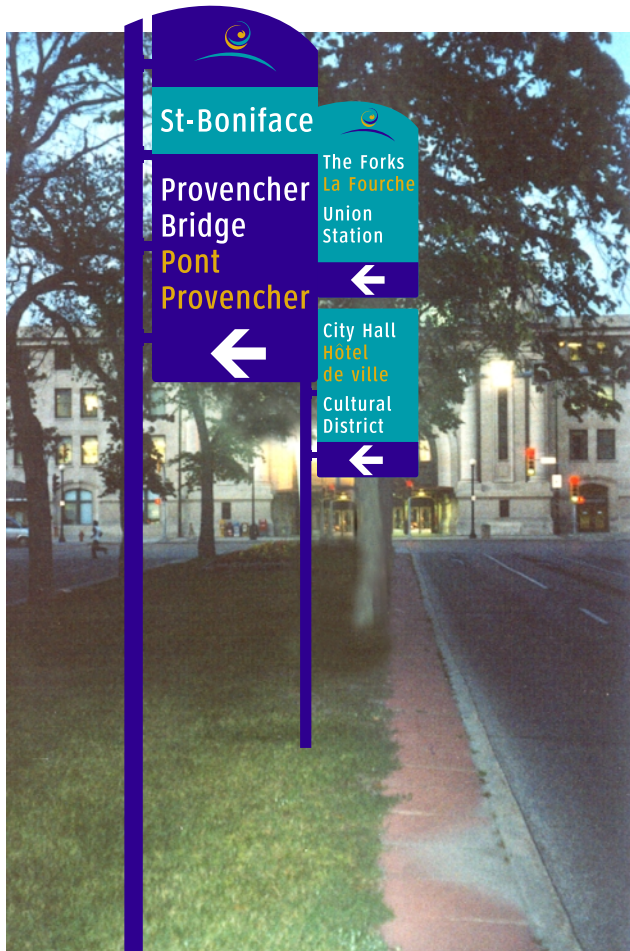 St-Boniface
Provencher
Bridge
Pont
Provencher
The Forks
La Fourche
Union
Station
City Hall
Hôtel
de ville
Cultural
District